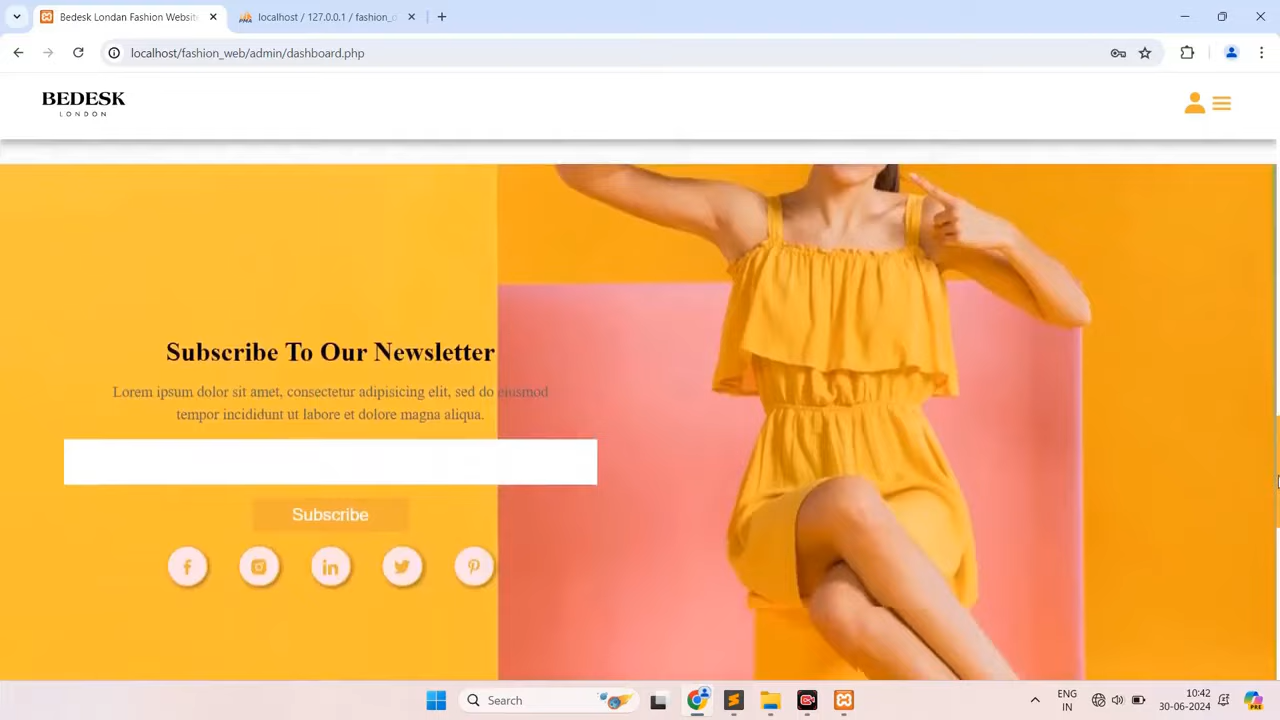 Bedesk Londan Fashion Websit
localhost / 127.0.0.1 / fashion_d
localhost/fashion_web/admin/dashboard.php
BEDESK
LONDON
Subscribe To Our Newsletter
Lorem ipsum dolor sit amet, consectetur adipisicing elit, sed do eiusmod
tempor incididunt ut labore et dolore magna aliqua.
Subscribe
Search
ENG
IN
10:42
30-06-2024